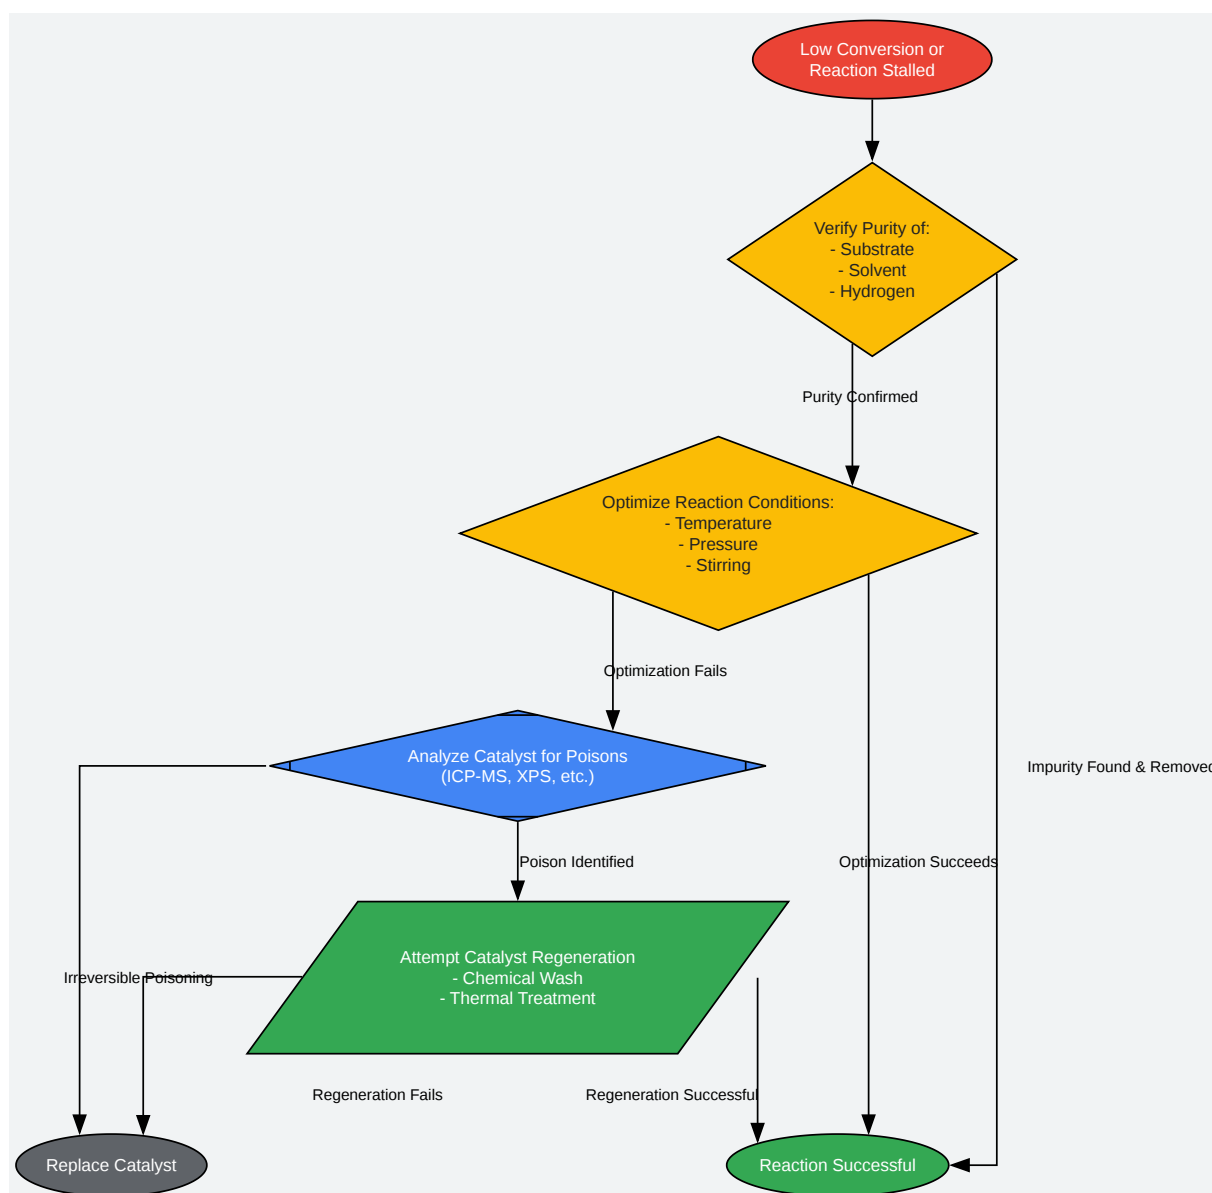 Low Conversion or
Reaction Stalled
Verify Purity of:
- Substrate
- Solvent
- Hydrogen
Purity Confirmed
Optimize Reaction Conditions:
- Temperature
- Pressure
- Stirring
Optimization Fails
Analyze Catalyst for Poisons
(ICP-MS, XPS, etc.)
Impurity Found & Removed
Poison Identified
Optimization Succeeds
Attempt Catalyst Regeneration
- Chemical Wash
- Thermal Treatment
Irreversible Poisoning
Regeneration Fails
Regeneration Successful
Replace Catalyst
Reaction Successful